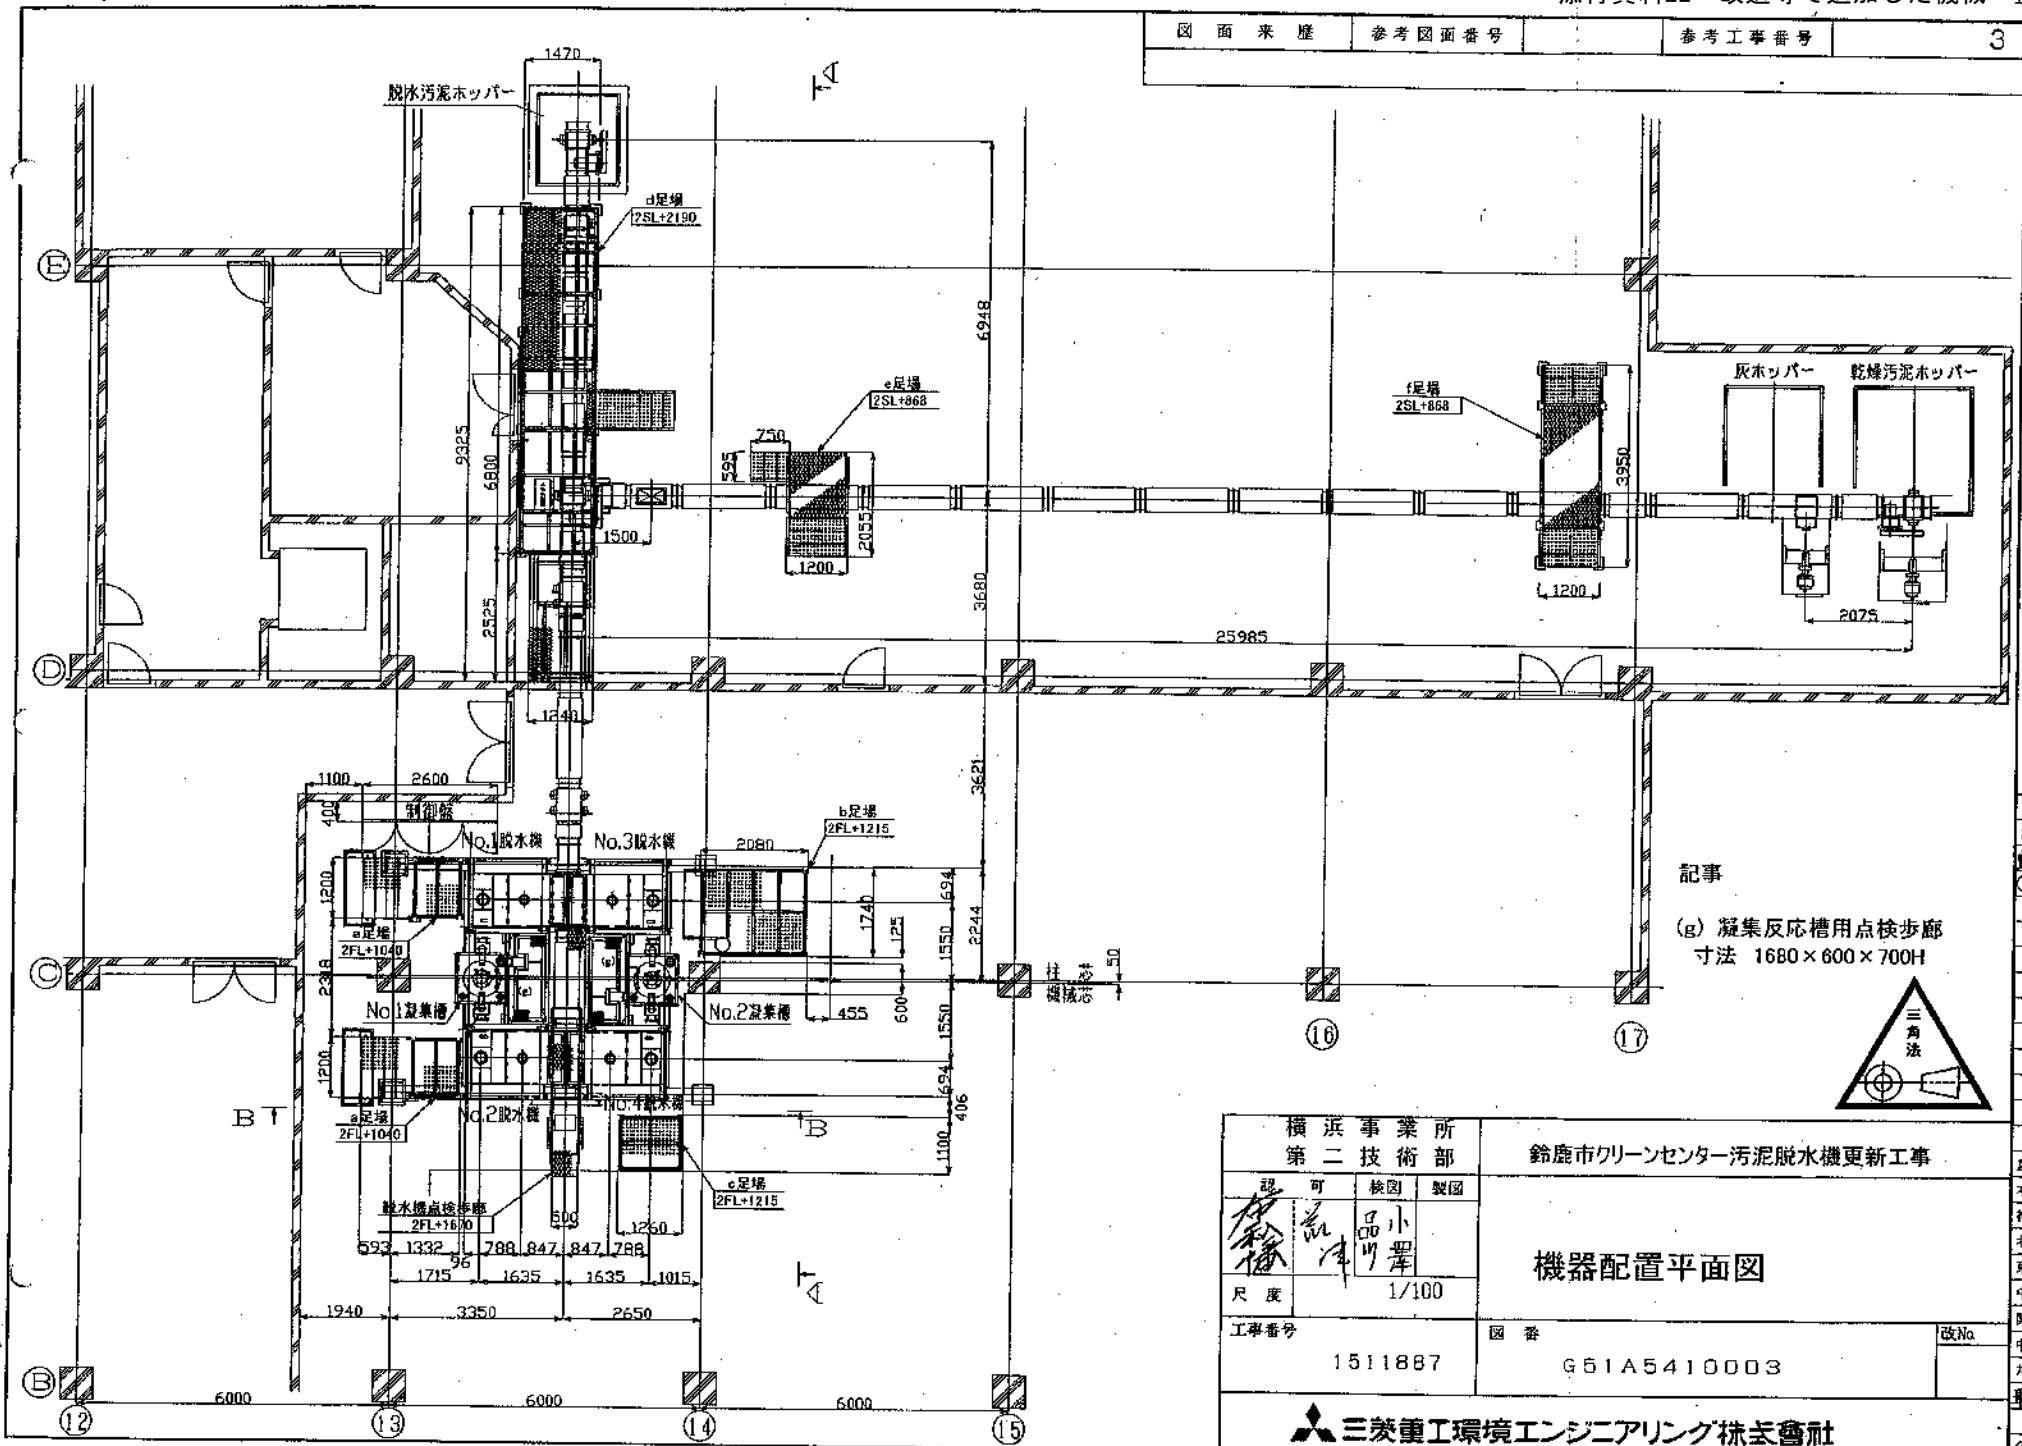 図面来歴 参考図面番号 参考工事番号 3
1470
脱水汚泥ホッパー
A
d足場
2SL+2190
E
6948
e足場
2SL+868
f足場
2SL+868
灰ホッパー
乾燥汚泥ホッパー
9325
6800
750
595
2055
3950
1500
1200
1200
2525
3680
2075
25985
D
1240
3621
1100
2600
400
制御盤
No.1脱水機
No.3脱水機
b足場
2FL+1215
2080
1200
694
1740
125
1550
2244
a足場
2FL+1040
(g)
(g)
C
2318
柱芯
機械芯
50
No.1凝集槽
No.2凝集槽
455
600
1550
16
17
1200
694
406
B
a足場
2FL+1040
No.2脱水機
No.4脱水機
B
1100
c足場
2FL+1215
脱水機点検歩廊
2FL+1670
600
1260
593
1332
96
788
847
847
788
1715
1635
1635
1015
A
1940
3350
2650
B
6000
6000
6000
12
13
14
15
記事
(g) 凝集反応槽用点検歩廊
寸法 1680×600×700H
三角法
横浜事業所
第二技術部
鈴鹿市クリーンセンター汚泥脱水機更新工事
認可 検図 製図
機器配置平面図
尺度 1/100
工事番号
1511887
図番
G51A5410003
改No.
三菱重工環境エンジニアリング株式會社